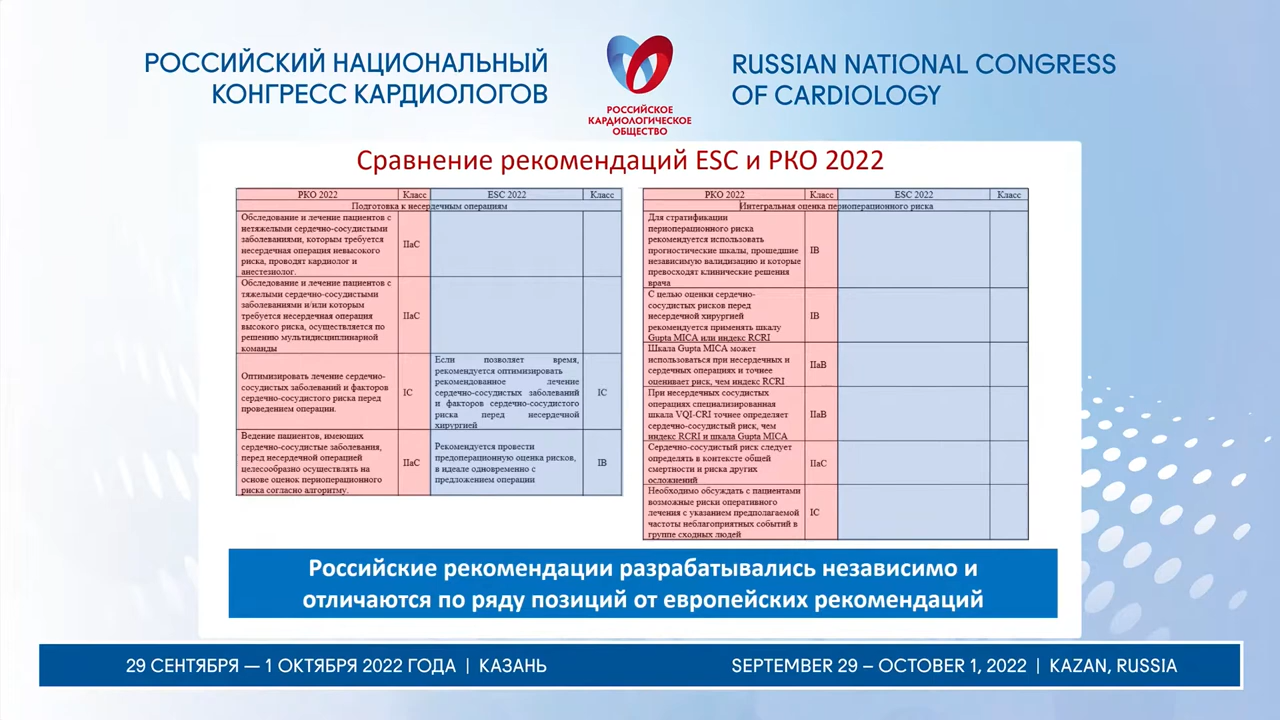 РОССИЙСКИЙ НАЦИОНАЛЬНЫЙ
КОНГРЕСС КАРДИОЛОГОВ
РОССИЙСКОЕ
КАРДИОЛОГИЧЕСКОЕ
ОБЩЕСТВО
RUSSIAN NATIONAL CONGRESS
OF CARDIOLOGY
Сравнение рекомендаций ESC и РКО 2022
РКО 2022 Класс ESC 2022 Класс
Подготовка к несердечным операциям
Обследование и лечение пациентов с
нетяжелыми сердечно-сосудистыми
заболеваниями, которым требуется
несердечная операция невысокого
риска, проводят кардиолог и
анестезиолог.
IIaC
Обследование и лечение пациентов с
тяжелыми сердечно-сосудистыми
заболеваниями и/или которым
требуется несердечная операция
высокого риска, осуществляется по
решению мультидисциплинарной
команды
IIaC
Оптимизировать лечение сердечно-
сосудистых заболеваний и факторов
сердечно-сосудистого риска перед
проведением операции.
IC
Если позволяет время,
рекомендуется оптимизировать
рекомендованное лечение
сердечно-сосудистых заболеваний
и факторов сердечно-сосудистого
риска перед несердечной
хирургией
IC
Ведение пациентов, имеющих
сердечно-сосудистые заболевания,
перед несердечной операцией
целесообразно осуществлять на
основе оценок периоперационного
риска согласно алгоритму.
IIaC
Рекомендуется провести
предоперационную оценка рисков,
в идеале одновременно с
предложением операции
IB
РКО 2022 Класс ESC 2022 Класс
Интегральная оценка периоперационного риска
Для стратификации
периоперационного риска
рекомендуется использовать
прогностические шкалы, прошедшие
независимую валидизацию и которые
превосходят клинические решения
врача
IB
С целью оценки сердечно-
сосудистых рисков перед
несердечной хирургией
рекомендуется применять шкалу
Gupta MICA или индекс RCRI
IB
Шкала Gupta MICA может
использоваться при несердечных и
сердечных операциях и точнее
оценивает риск, чем индекс RCRI
IIaB
При несердечных сосудистых
операциях специализированная
шкала VQI-CRI точнее определяет
сердечно-сосудистый риск, чем
индекс RCRI и шкала Gupta MICA
IIaB
Сердечно-сосудистый риск следует
определять в контексте общей
смертности и риска других
осложнений
IIaC
Необходимо обсуждать с пациентами
возможные риски оперативного
лечения с указанием предполагаемой
частоты неблагоприятных событий в
группе сходных людей
IC
Российские рекомендации разрабатывались независимо и
отличаются по ряду позиций от европейских рекомендаций
29 СЕНТЯБРЯ — 1 ОКТЯБРЯ 2022 ГОДА | КАЗАНЬ
SEPTEMBER 29 – OCTOBER 1, 2022 | KAZAN, RUSSIA